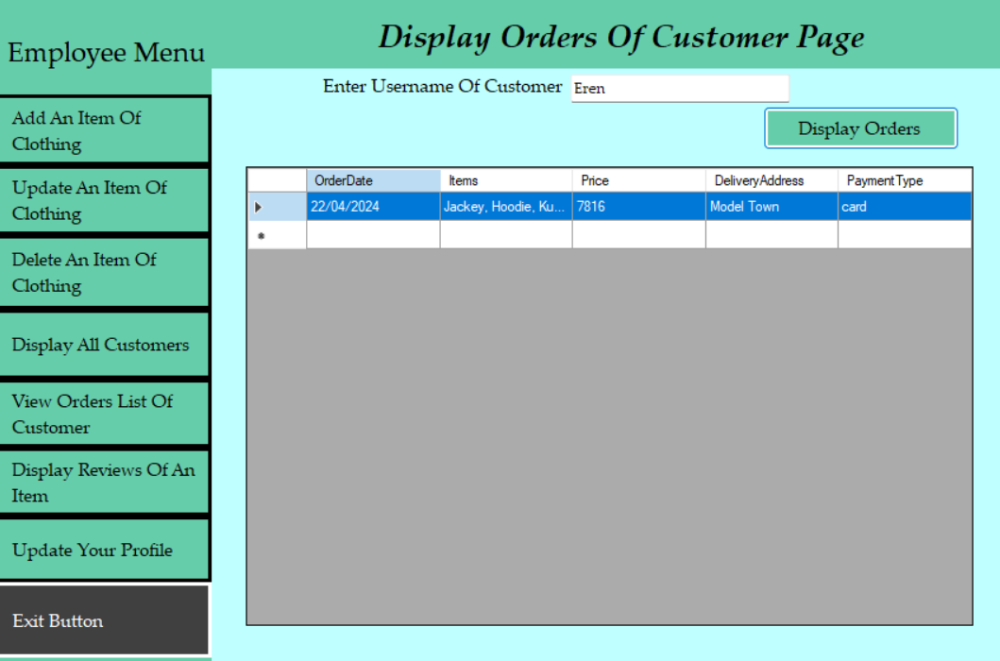 Employee Menu
Display Orders Of Customer Page
Add An Item Of
Clothing
Update An Item Of
Clothing
Delete An Item Of
Clothing
Display All Customers
View Orders List Of
Customer
Display Reviews Of An
Item
Update Your Profile
Exit Button
Enter Username Of Customer Eren
Display Orders
OrderDate Items Price DeliveryAddress PaymentType
22/04/2024 Jackey, Hoodie, Ku... 7816 Model Town card